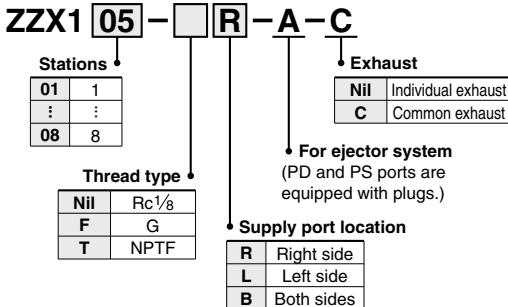 ZZX1 05 - R - A - C
Stations
01 1
⋮ ⋮
08 8
Exhaust
Nil Individual exhaust
C Common exhaust
For ejector system
(PD and PS ports are
equipped with plugs.)
Thread type
Nil Rc1/8
F G
T NPTF
Supply port location
R Right side
L Left side
B Both sides